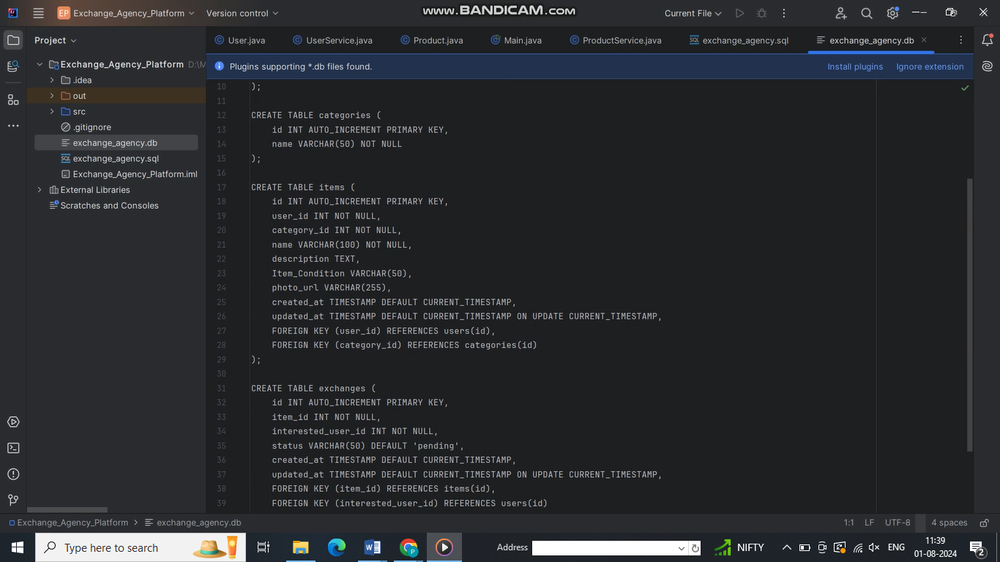 www.BANDICAM.com
EP Exchange_Agency_Platform
Version control
Current File
Project
User.java
UserService.java
Product.java
Main.java
ProductService.java
exchange_agency.sql
exchange_agency.db
Plugins supporting *.db files found.
Install plugins
Ignore extension
Exchange_Agency_Platform D:\M
.idea
out
src
.gitignore
exchange_agency.db
exchange_agency.sql
Exchange_Agency_Platform.iml
External Libraries
Scratches and Consoles
10 );
11
12 CREATE TABLE categories (
13 id INT AUTO_INCREMENT PRIMARY KEY,
14 name VARCHAR(50) NOT NULL
15 );
16
17 CREATE TABLE items (
18 id INT AUTO_INCREMENT PRIMARY KEY,
19 user_id INT NOT NULL,
20 category_id INT NOT NULL,
21 name VARCHAR(100) NOT NULL,
22 description TEXT,
23 Item_Condition VARCHAR(50),
24 photo_url VARCHAR(255),
25 created_at TIMESTAMP DEFAULT CURRENT_TIMESTAMP,
26 updated_at TIMESTAMP DEFAULT CURRENT_TIMESTAMP ON UPDATE CURRENT_TIMESTAMP,
27 FOREIGN KEY (user_id) REFERENCES users(id),
28 FOREIGN KEY (category_id) REFERENCES categories(id)
29 );
30
31 CREATE TABLE exchanges (
32 id INT AUTO_INCREMENT PRIMARY KEY,
33 item_id INT NOT NULL,
34 interested_user_id INT NOT NULL,
35 status VARCHAR(50) DEFAULT 'pending',
36 created_at TIMESTAMP DEFAULT CURRENT_TIMESTAMP,
37 updated_at TIMESTAMP DEFAULT CURRENT_TIMESTAMP ON UPDATE CURRENT_TIMESTAMP,
38 FOREIGN KEY (item_id) REFERENCES items(id),
39 FOREIGN KEY (interested_user_id) REFERENCES users(id)
Exchange_Agency_Platform > exchange_agency.db
1:1 LF UTF-8 4 spaces
Type here to search
Address
NIFTY
ENG
11:39
01-08-2024
2